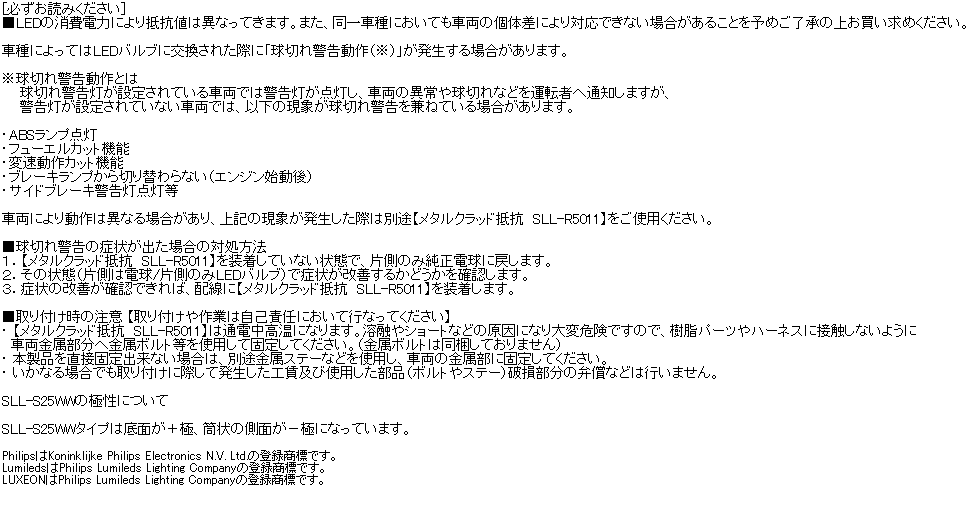 [必ずお読みください]
■LEDの消費電力により抵抗値は異なってきます。また、同一車種においても車両の個体差により対応できない場合があることを予めご了承の上お買い求めください。
車種によってはLEDバルブに交換された際に「球切れ警告動作（※）」が発生する場合があります。
※球切れ警告動作とは
球切れ警告灯が設定されている車両では警告灯が点灯し、車両の異常や球切れなどを運転者へ通知しますが、
警告灯が設定されていない車両では、以下の現象が球切れ警告を兼ねている場合があります。
・ABSランプ点灯
・フューエルカット機能
・変速動作カット機能
・ブレーキランプから切り替わらない（エンジン始動後）
・サイドブレーキ警告灯点灯等
車両により動作は異なる場合があり、上記の現象が発生した際は別途【メタルクラッド抵抗　SLL-R5011】をご使用ください。
■球切れ警告の症状が出た場合の対処方法
１．【メタルクラッド抵抗　SLL-R5011】を装着していない状態で、片側のみ純正電球に戻します。
２．その状態（片側は電球/片側のみLEDバルブ）で症状が改善するかどうかを確認します。
３．症状の改善が確認できれば、配線に【メタルクラッド抵抗　SLL-R5011】を装着します。
■取り付け時の注意 【取り付けや作業は自己責任において行なってください】
・【メタルクラッド抵抗　SLL-R5011】は通電中高温になります。溶融やショートなどの原因になり大変危険ですので、樹脂パーツやハーネスに接触しないように
車両金属部分へ金属ボルト等を使用して固定してください。（金属ボルトは同梱しておりません）
・ 本製品を直接固定出来ない場合は、別途金属ステーなどを使用し、車両の金属部に固定してください。
・ いかなる場合でも取り付けに際して発生した工賃及び使用した部品（ボルトやステー）破損部分の弁償などは行いません。
SLL-S25WWの極性について
SLL-S25WWタイプは底面が＋極、筒状の側面が－極になっています。
PhilipsはKoninklijke Philips Electronics N.V. Ltd.の登録商標です。
LumiledsはPhilips Lumileds Lighting Companyの登録商標です。
LUXEONはPhilips Lumileds Lighting Companyの登録商標です。